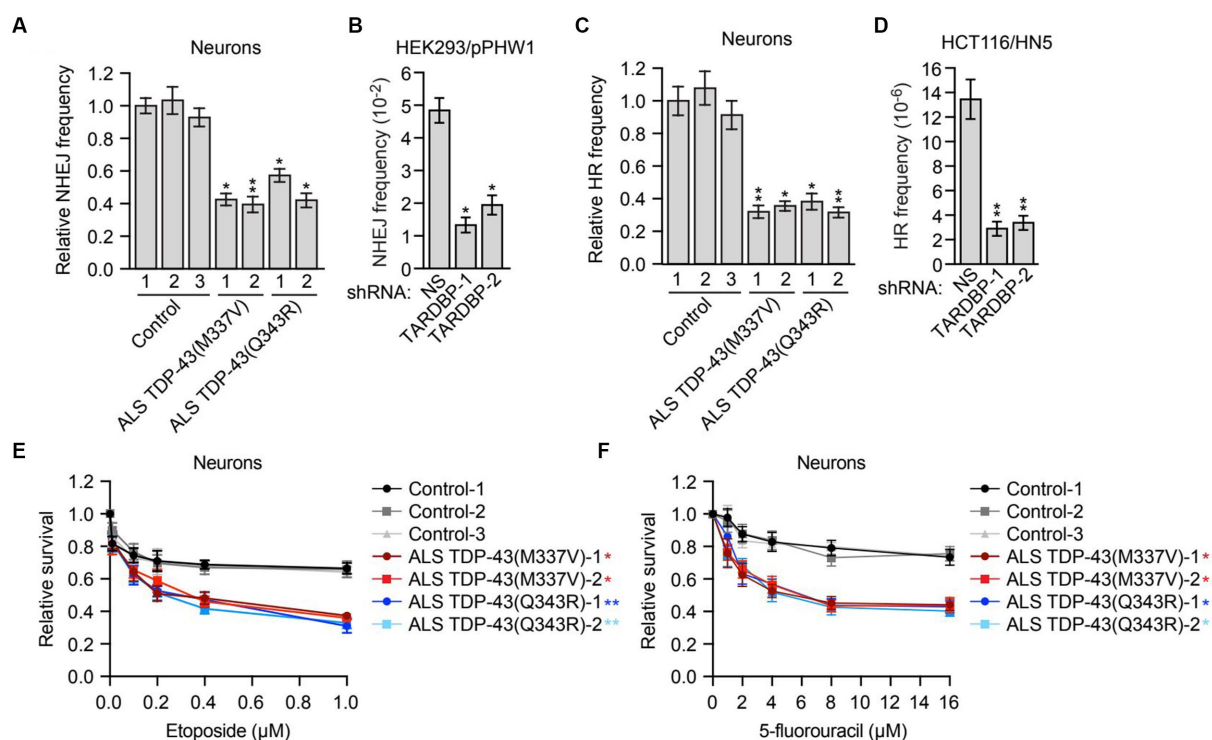 A
Neurons
Relative NHEJ frequency
1.2
1.0
0.8
0.6
0.4
0.2
0.0
* ** * *
1 2 3 1 2 1 2
Control
ALS TDP-43(M337V)
ALS TDP-43(Q343R)
B
HEK293/pPHW1
NHEJ frequency (10-2)
6
5
4
3
2
1
0
* *
shRNA:
NS
TARDBP-1
TARDBP-2
C
Neurons
Relative HR frequency
1.2
1.0
0.8
0.6
0.4
0.2
0.0
** * * **
1 2 3 1 2 1 2
Control
ALS TDP-43(M337V)
ALS TDP-43(Q343R)
D
HCT116/HN5
HR frequency (10-6)
16
14
12
10
8
6
4
2
0
** **
shRNA:
NS
TARDBP-1
TARDBP-2
E
Neurons
Relative survival
1.2
1.0
0.8
0.6
0.4
0.2
0.0
0.0 0.2 0.4 0.6 0.8 1.0
Etoposide (µM)
Control-1
Control-2
Control-3
ALS TDP-43(M337V)-1*
ALS TDP-43(M337V)-2*
ALS TDP-43(Q343R)-1**
ALS TDP-43(Q343R)-2**
F
Neurons
Relative survival
1.2
1.0
0.8
0.6
0.4
0.2
0.0
0 2 4 6 8 10 12 14 16
5-fluorouracil (µM)
Control-1
Control-2
Control-3
ALS TDP-43(M337V)-1*
ALS TDP-43(M337V)-2*
ALS TDP-43(Q343R)-1*
ALS TDP-43(Q343R)-2*